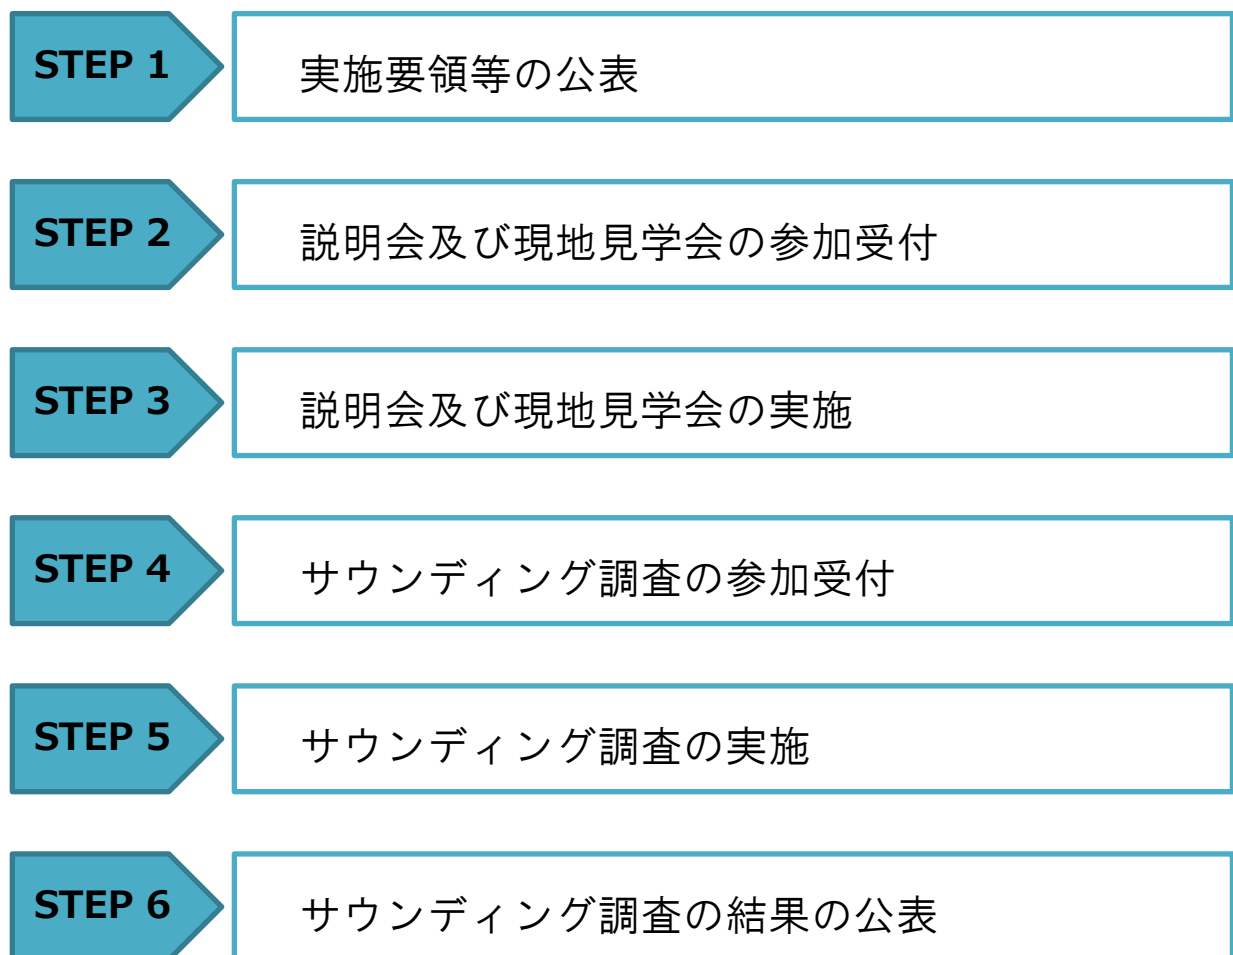 STEP 1
実施要領等の公表
STEP 2
説明会及び現地見学会の参加受付
STEP 3
説明会及び現地見学会の実施
STEP 4
サウンディング調査の参加受付
STEP 5
サウンディング調査の実施
STEP 6
サウンディング調査の結果の公表